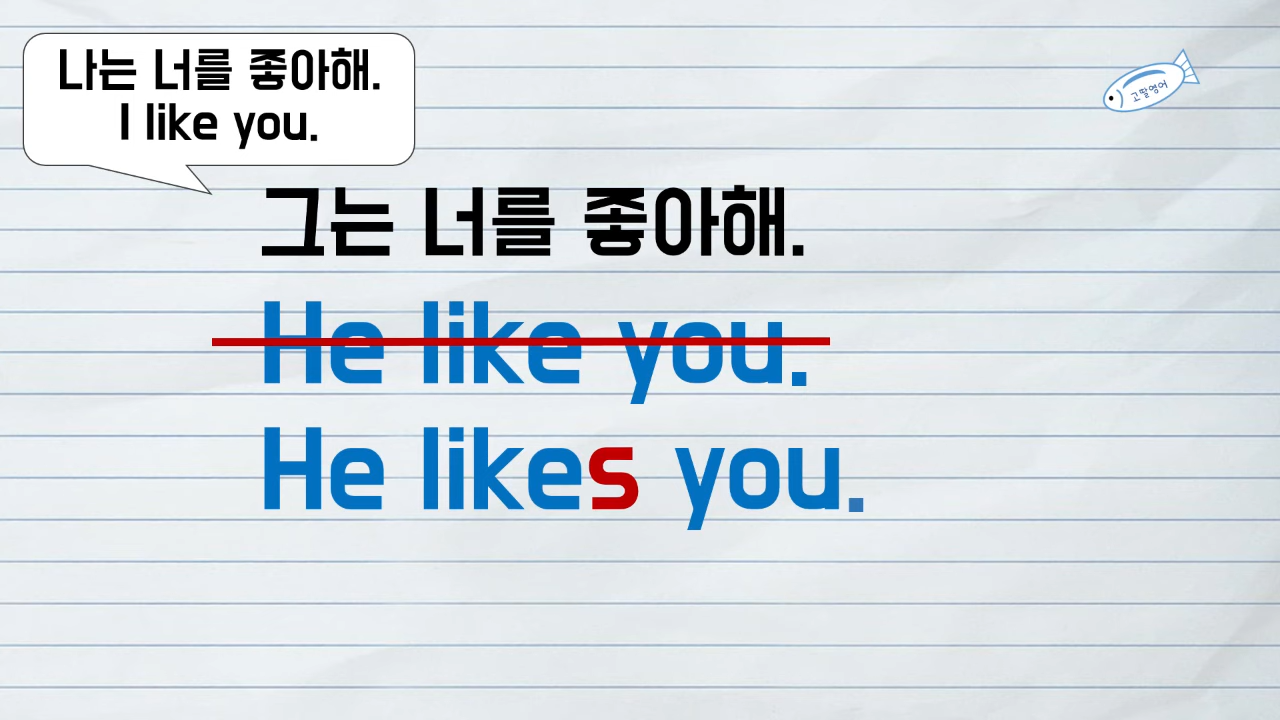 나는 너를 좋아해.
I like you.
고팔영어
그는 너를 좋아해.
He like you.
He likes you.